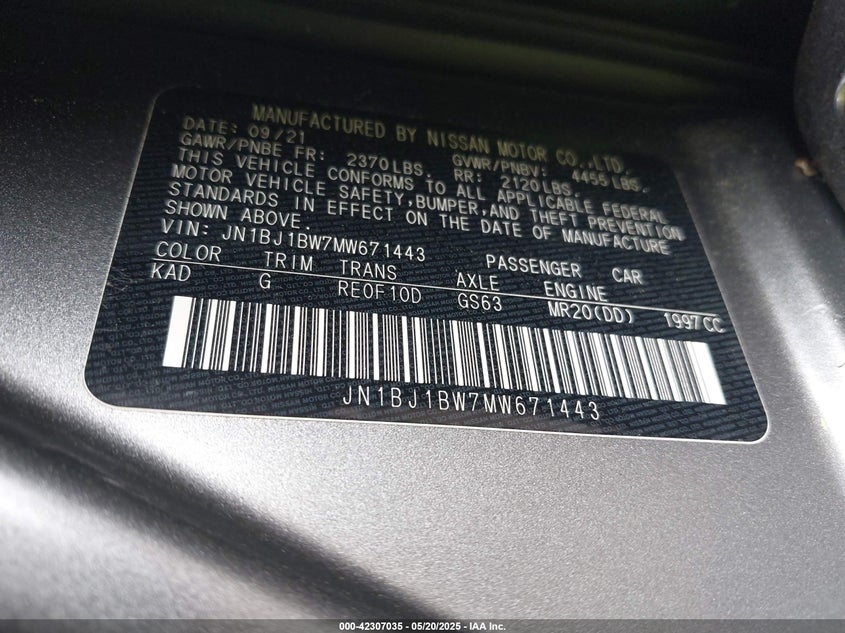 MANUFACTURED BY NISSAN MOTOR CO.,LTD.
DATE: 09/21 GVWR/PNBV: 4455 LBS.
GAWR/PNBE FR: 2370LBS. RR: 2120LBS.
THIS VEHICLE CONFORMS TO ALL APPLICABLE FEDERAL
MOTOR VEHICLE SAFETY,BUMPER,AND THEFT PREVENTION
STANDARDS IN EFFECT ON THE DATE OF MANUFACTURE
SHOWN ABOVE.
VIN: JN1BJ1BW7MW671443 PASSENGER CAR
COLOR TRIM TRANS AXLE ENGINE
KAD G RE0F10D GS63 MR20(DD) 1997CC
JN1BJ1BW7MW671443
000-42307035 - 05/20/2025 - IAA Inc.